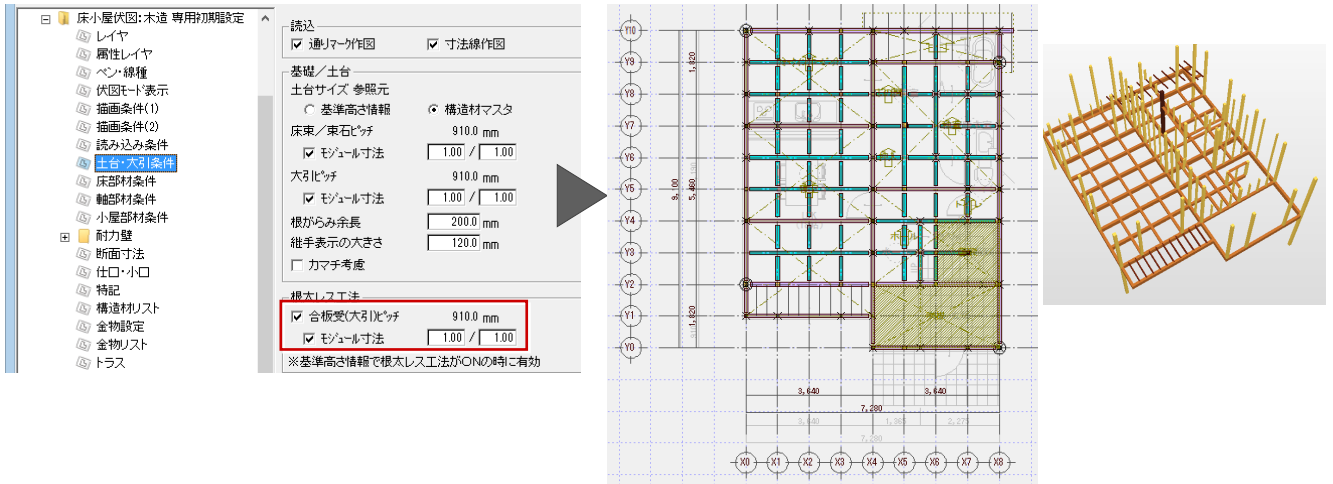 床小屋伏図:木造 専用初期設定
レイヤ
属性レイヤ
ペン・線種
伏図モード表示
描画条件(1)
描画条件(2)
読み込み条件
土台・大引条件
床部材条件
軸部材条件
小屋部材条件
耐力壁
断面寸法
仕口・小口
特記
構造材リスト
金物設定
金物リスト
トラス
読込
通りマーク作図 寸法線作図
基礎/土台
土台サイズ 参照元
基準高さ情報 構造材マスタ
床束/束石ピッチ 910.0 mm
モジュール寸法 1.00 / 1.00
大引ピッチ 910.0 mm
モジュール寸法 1.00 / 1.00
根がらみ余長 200.0 mm
継手表示の大きさ 120.0 mm
カマチ考慮
根太レス工法
合板受(大引)ピッチ 910.0 mm
モジュール寸法 1.00 / 1.00
※基準高さ情報で根太レス工法がONの時に有効
Y10
Y9
Y8
Y7
Y6
Y5
Y4
Y3
Y2
Y1
Y0
1,820
9,100
5,460
1,820
3,640 3,640
7,280
3,640 1,365 2,275
7,280
X0 X1 X2 X3 X4 X5 X6 X7 X8